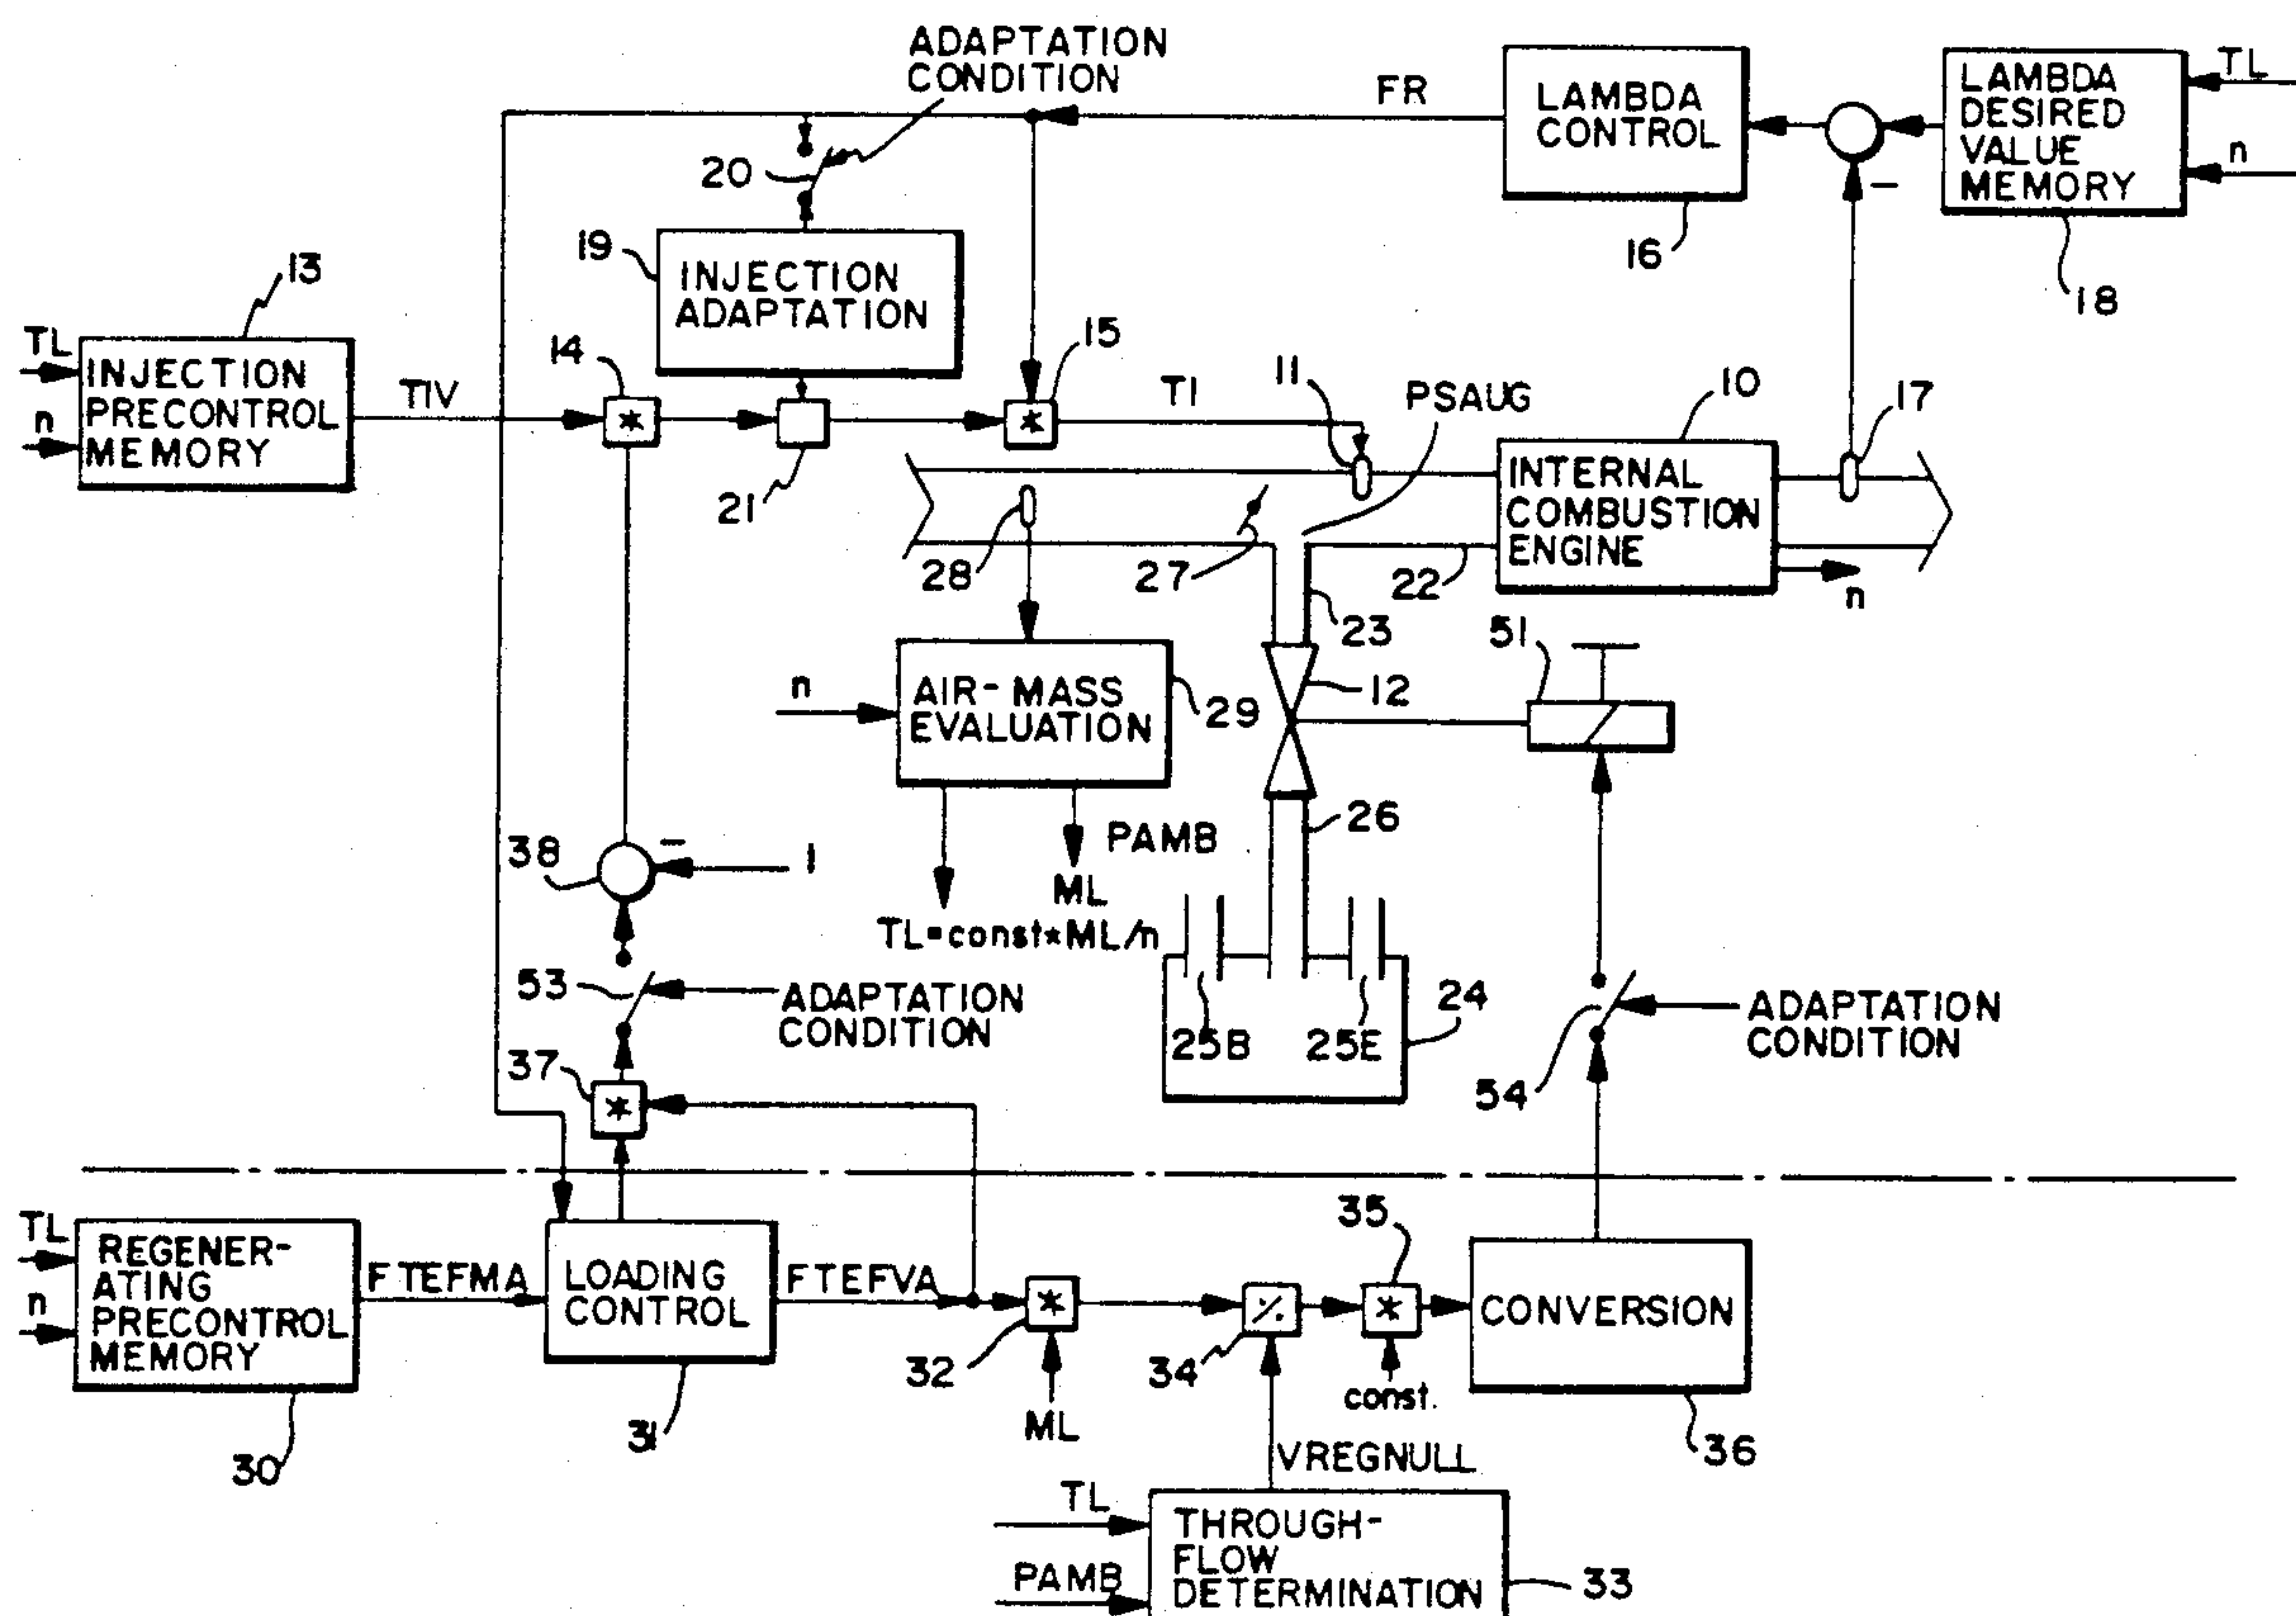 ADAPTATION
CONDITION
FR
LAMBDA
CONTROL
16
LAMBDA
DESIRED
VALUE
MEMORY
18
TL
n
-
20
19
INJECTION
ADAPTATION
13
TL
n
INJECTION
PRECONTROL
MEMORY
TIV
14
*
21
15
*
TI
11
PSAUG
10
17
INTERNAL
COMBUSTION
ENGINE
n
28
27
22
23
n
AIR-MASS
EVALUATION
29
12
51
26
38
-
1
PAMB
ML
TL=const*ML/n
53
ADAPTATION
CONDITION
25B
25E
24
54
ADAPTATION
CONDITION
37
*
TL
n
REGENER-
ATING
PRECONTROL
MEMORY
30
FTEFMA
LOADING
CONTROL
31
FTEFVA
*
32
ML
%
34
35
*
const.
CONVERSION
36
VREGNULL
TL
PAMB
THROUGH-
FLOW
DETERMINATION
33